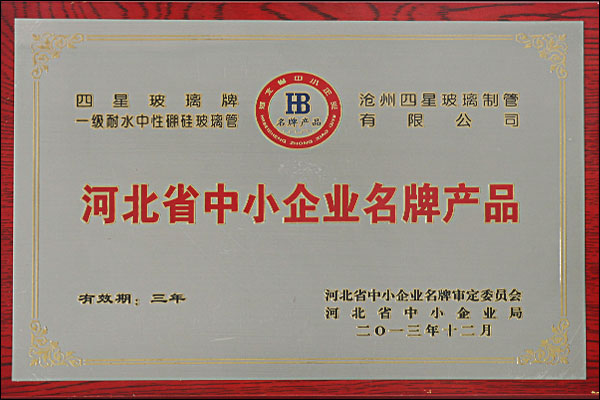 四星玻璃牌
一级耐水中性硼硅玻璃管
HB
名牌产品
沧州四星玻璃制管
有限公司
河北省中小企业名牌产品
有效期：三年
河北省中小企业名牌审定委员会
河北省中小企业局
二〇一三年十二月